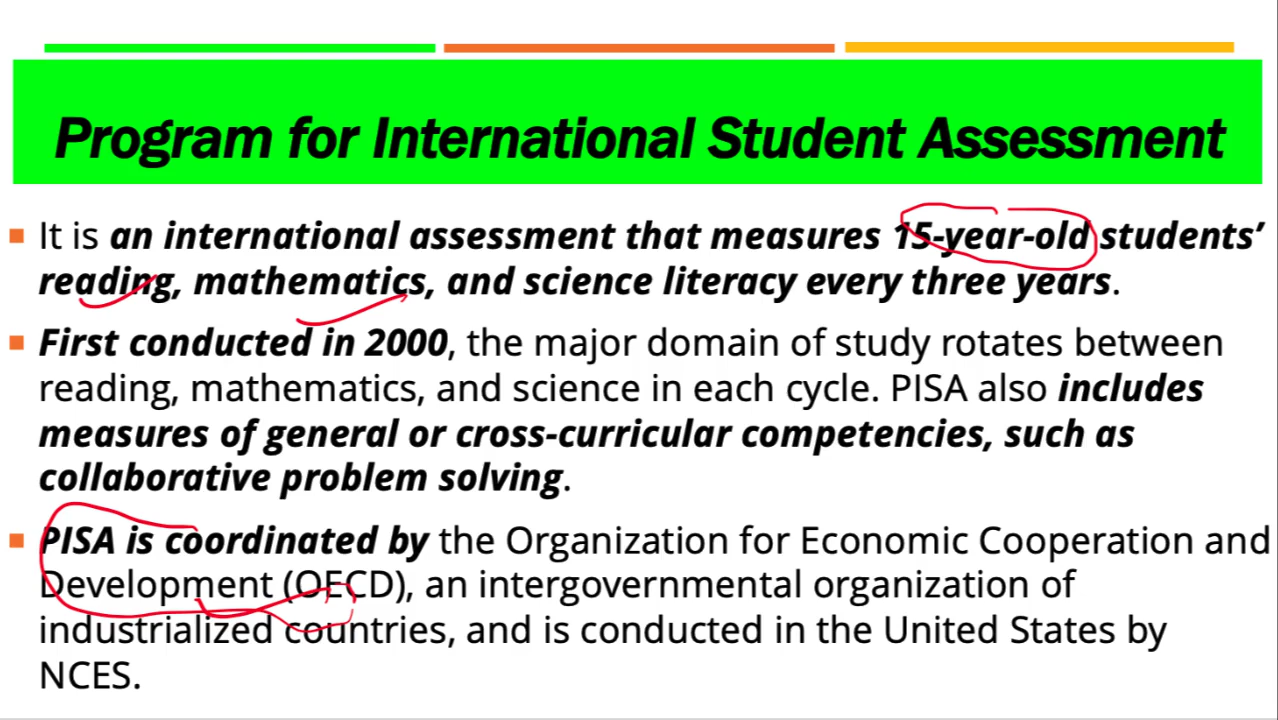 Program for International Student Assessment
▪ It is an international assessment that measures 15-year-old students’
reading, mathematics, and science literacy every three years.
▪ First conducted in 2000, the major domain of study rotates between
reading, mathematics, and science in each cycle. PISA also includes
measures of general or cross-curricular competencies, such as
collaborative problem solving.
▪ PISA is coordinated by the Organization for Economic Cooperation and
Development (OECD), an intergovernmental organization of
industrialized countries, and is conducted in the United States by
NCES.